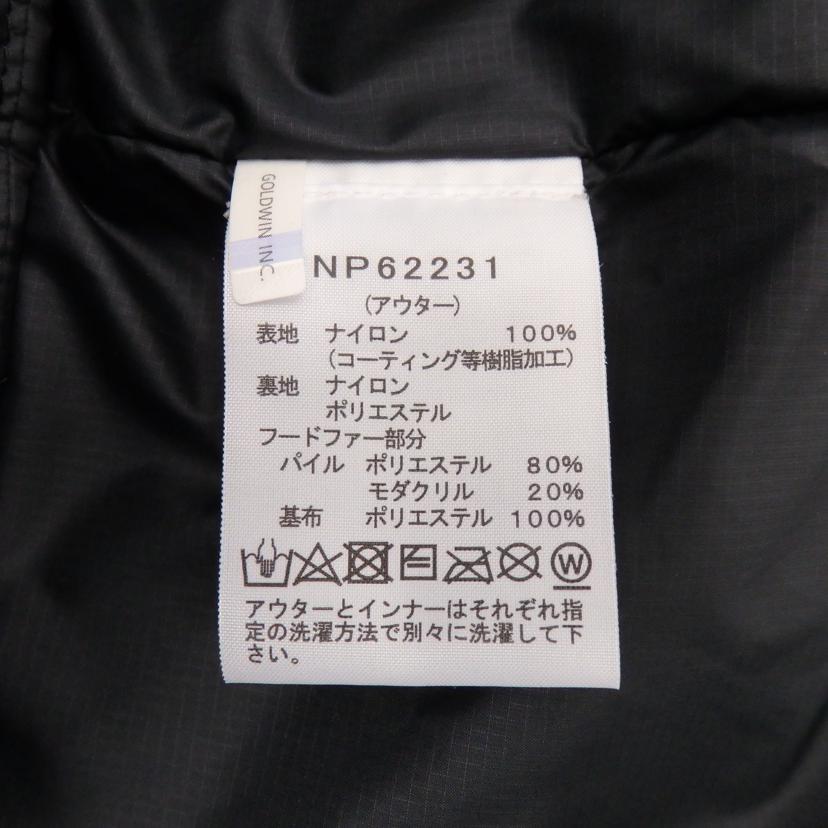 GOLDWIN INC.
NP62231
(アウター)
表地 ナイロン 100%
(コーティング等樹脂加工)
裏地 ナイロン
ポリエステル
フードファー部分
パイル ポリエステル 80%
モダクリル 20%
基布 ポリエステル 100%
W
アウターとインナーはそれぞれ指
定の洗濯方法で別々に洗濯して下
さい。